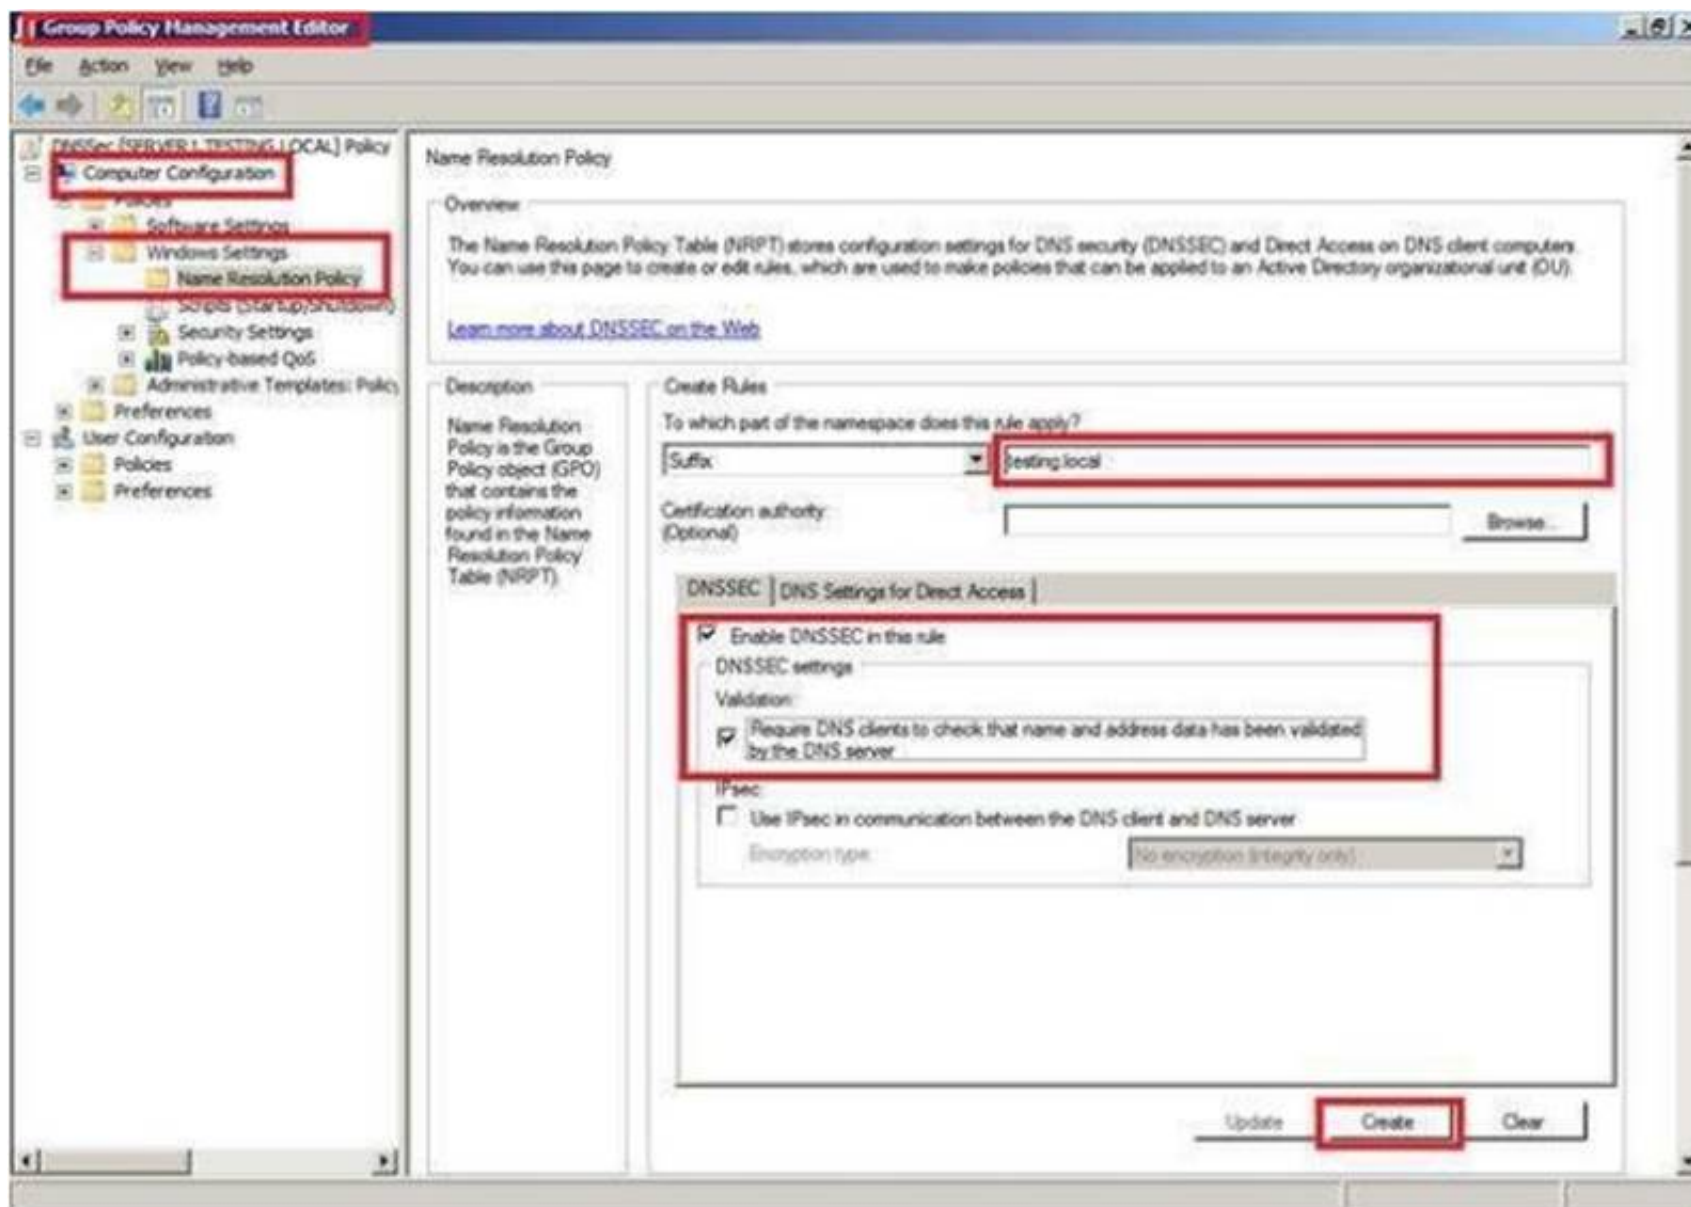 Group Policy Management Editor
File Action View Help
DNSSec [SERVER1.TESTING.LOCAL] Policy
Computer Configuration
Policies
Software Settings
Windows Settings
Name Resolution Policy
Scripts (Startup/Shutdown)
Security Settings
Policy-based QoS
Administrative Templates: Policy
Preferences
User Configuration
Policies
Preferences
Name Resolution Policy
Overview
The Name Resolution Policy Table (NRPT) stores configuration settings for DNS security (DNSSEC) and Direct Access on DNS client computers.
You can use this page to create or edit rules, which are used to make policies that can be applied to an Active Directory organizational unit (OU).
Learn more about DNSSEC on the Web
Description
Name Resolution
Policy is the Group
Policy object (GPO)
that contains the
policy information
found in the Name
Resolution Policy
Table (NRPT).
Create Rules
To which part of the namespace does this rule apply?
Suffix
testing.local
Certification authority:
(Optional)
Browse...
DNSSEC
DNS Settings for Direct Access
Enable DNSSEC in this rule
DNSSEC settings
Validation:
Require DNS clients to check that name and address data has been validated
by the DNS server
IPsec:
Use IPsec in communication between the DNS client and DNS server
Encryption type:
No encryption (integrity only)
Update
Create
Clear